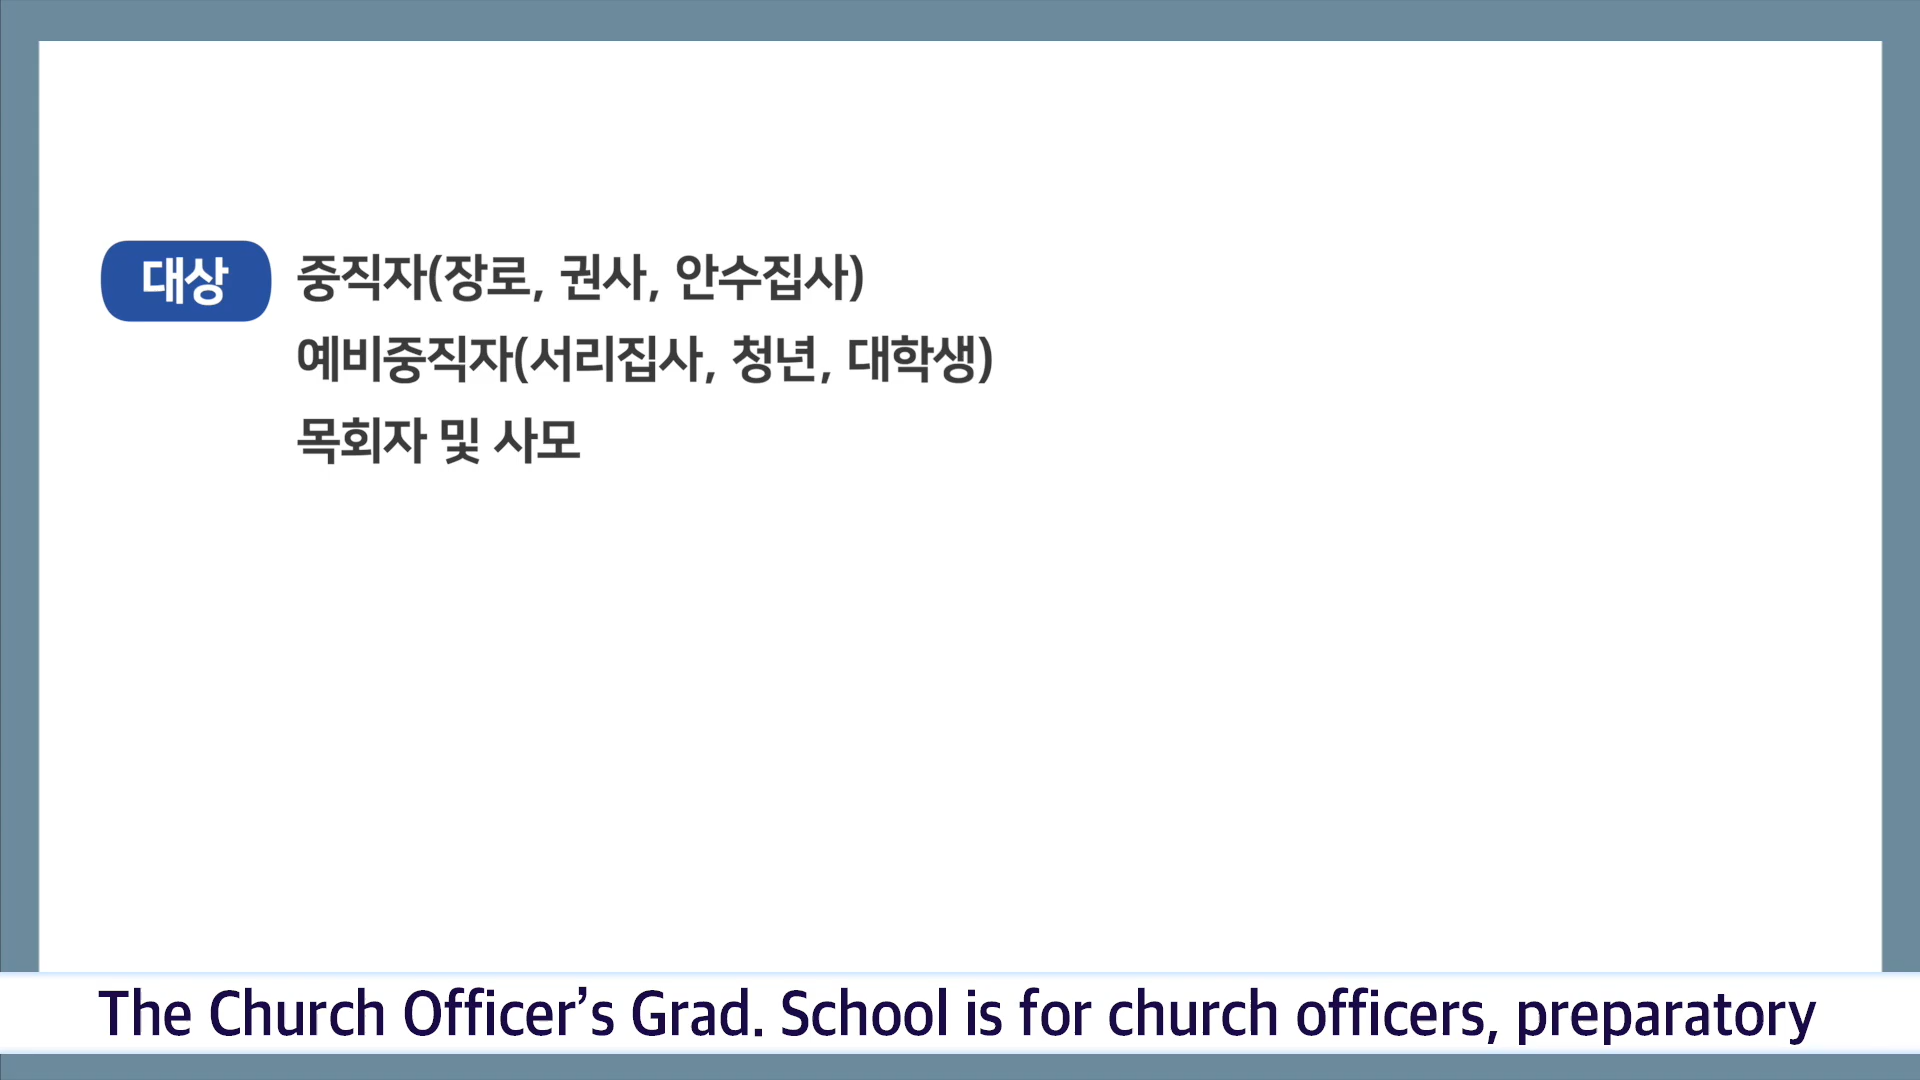 대상 중직자(장로, 권사, 안수집사)
예비중직자(서리집사, 청년, 대학생)
목회자 및 사모
The Church Officer’s Grad. School is for church officers, preparatory